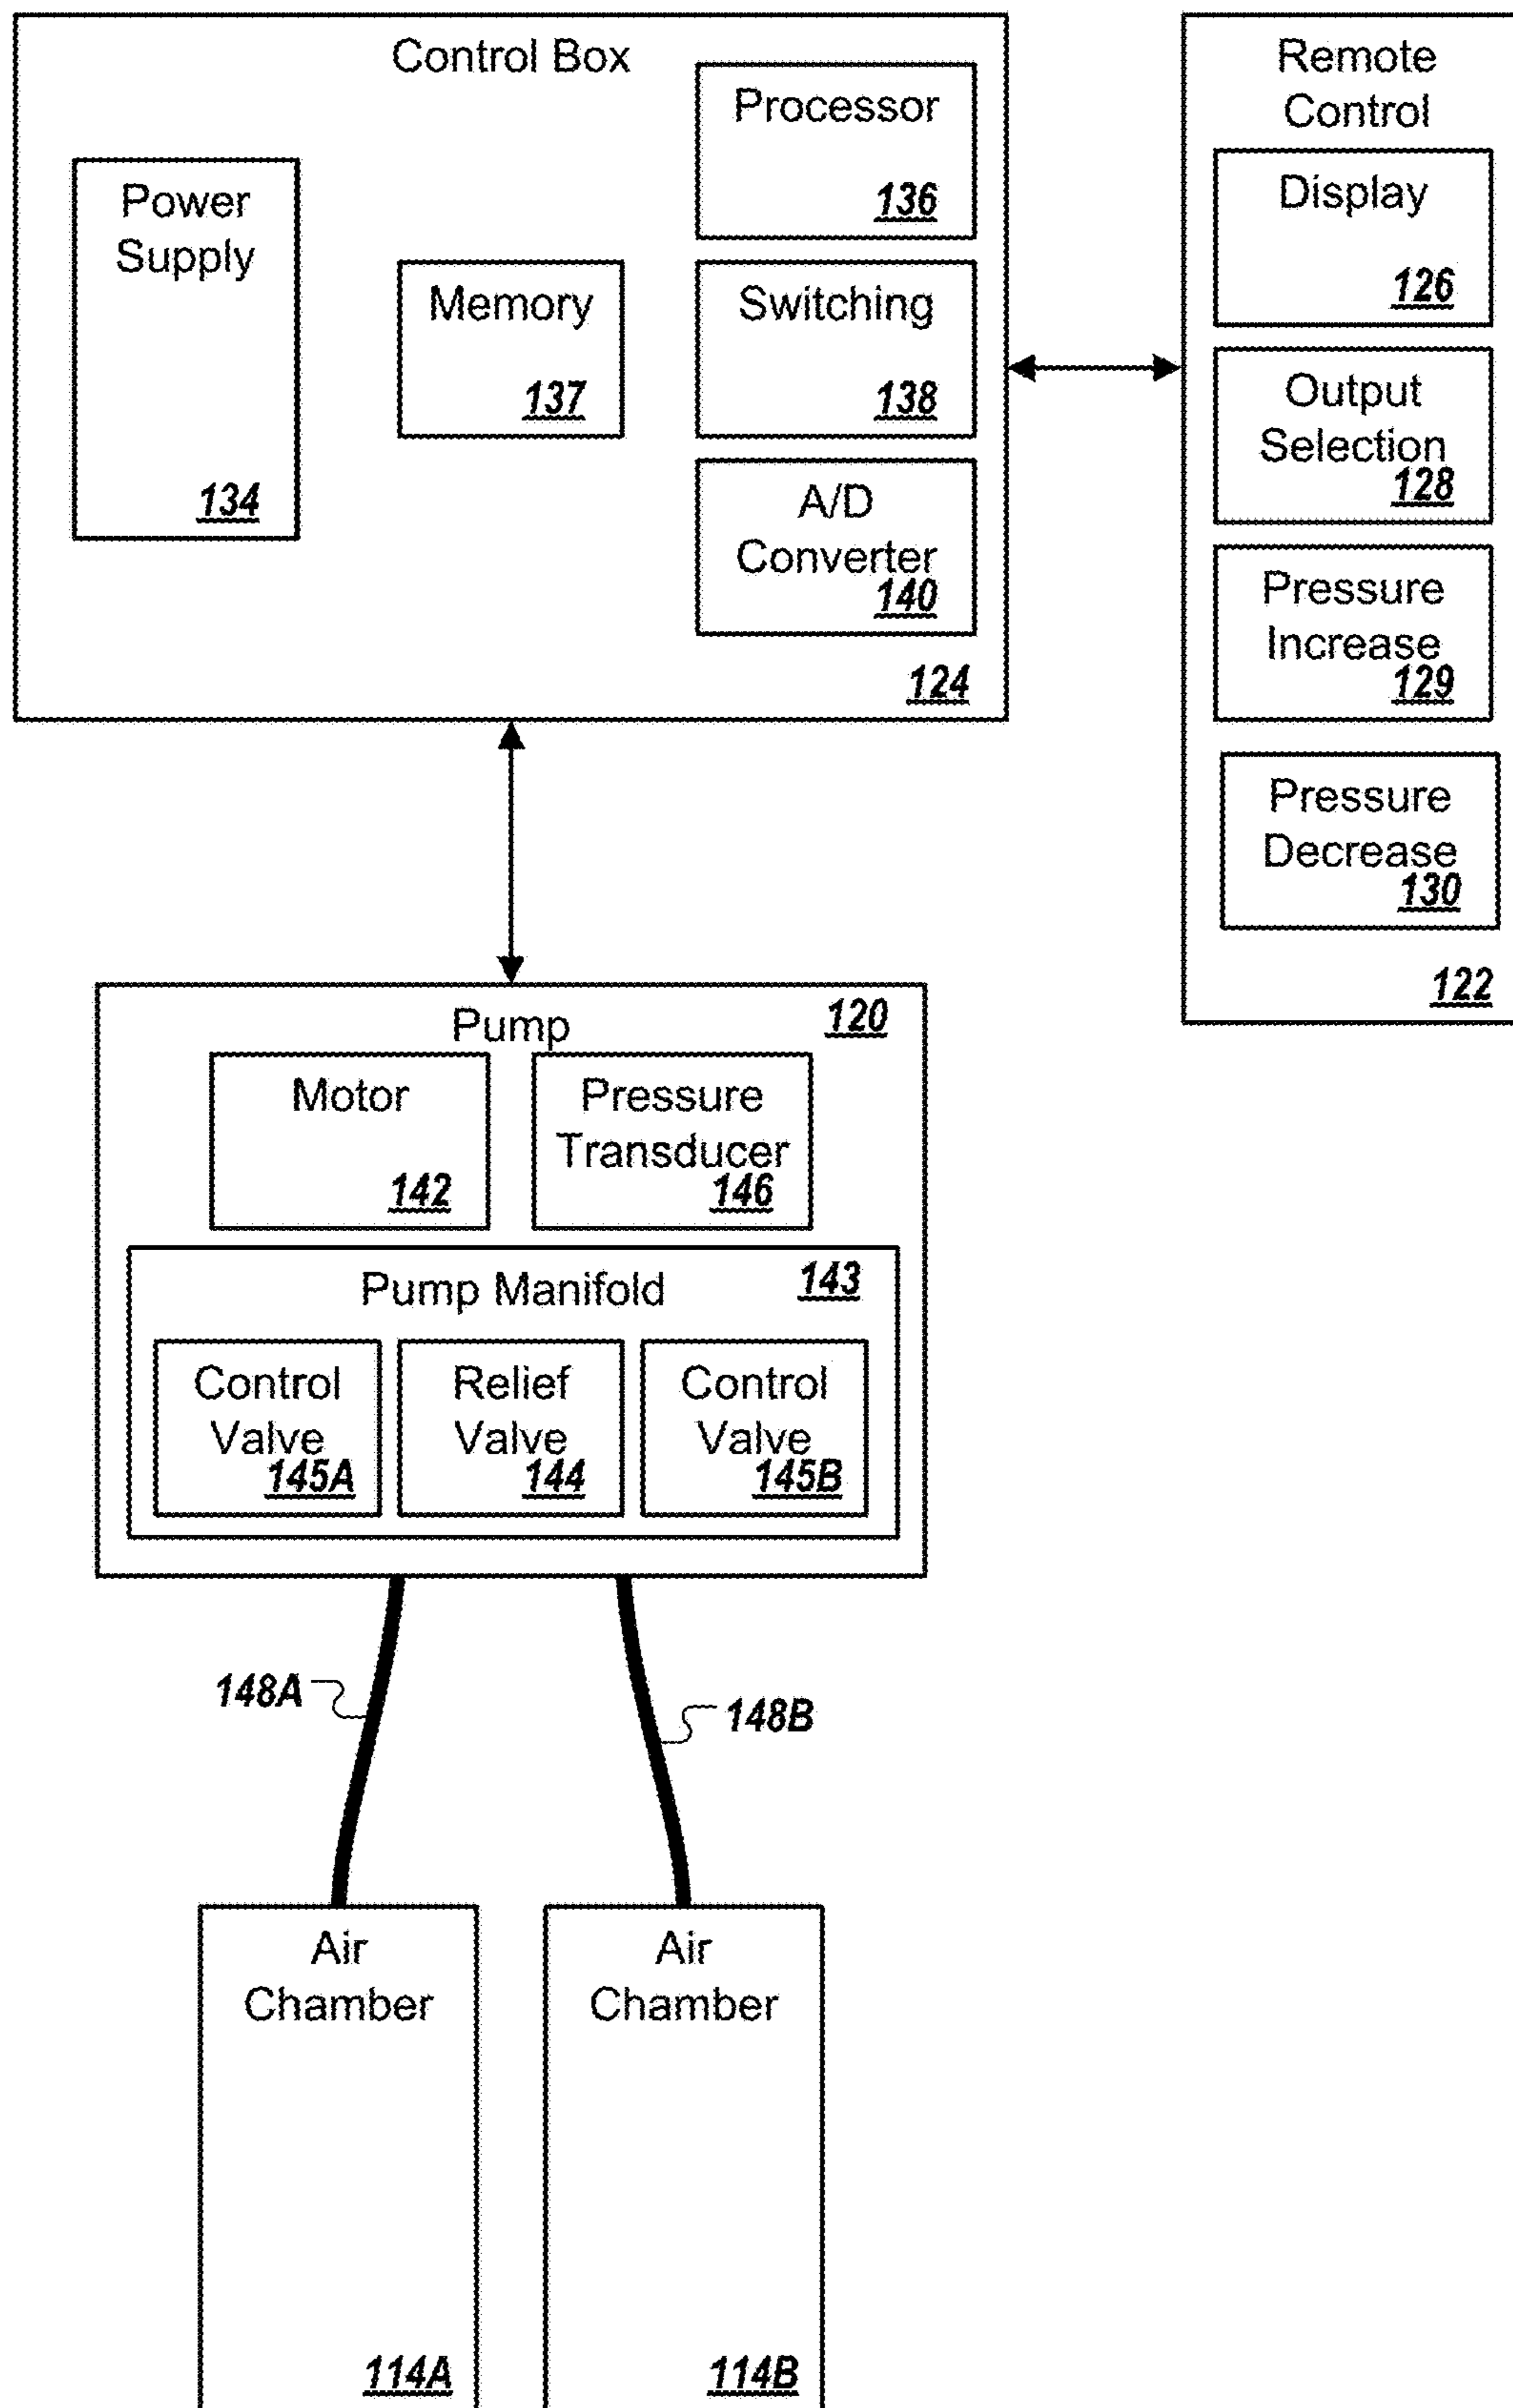 Control Box
Power
Supply
134
Memory
137
Processor
136
Switching
138
A/D
Converter
140
124
Remote
Control
Display
126
Output
Selection
128
Pressure
Increase
129
Pressure
Decrease
130
122
Pump
120
Motor
142
Pressure
Transducer
146
Pump Manifold
143
Control
Valve
145A
Relief
Valve
144
Control
Valve
145B
148A
148B
Air
Chamber
114A
Air
Chamber
114B